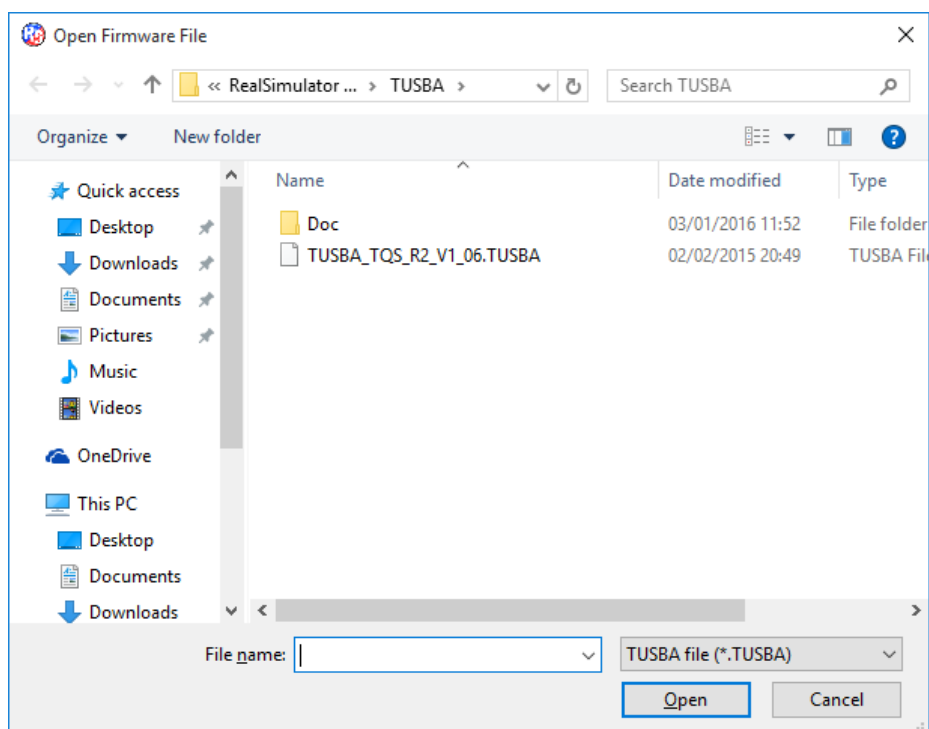 Open Firmware File
« RealSimulator ... › TUSBA ›
Search TUSBA
Organize
New folder
Name
Date modified
Type
Quick access
Desktop
Downloads
Documents
Pictures
Music
Videos
OneDrive
This PC
Desktop
Documents
Downloads
Doc 03/01/2016 11:52 File folder
TUSBA_TQS_R2_V1_06.TUSBA 02/02/2015 20:49 TUSBA Fil
File name:
TUSBA file (*.TUSBA)
Open
Cancel